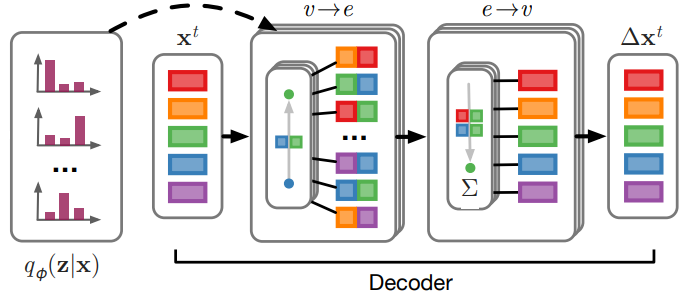 v→e
e→v
x^t
Δx^t
...
...
Σ
q_ϕ(z|x)
Decoder